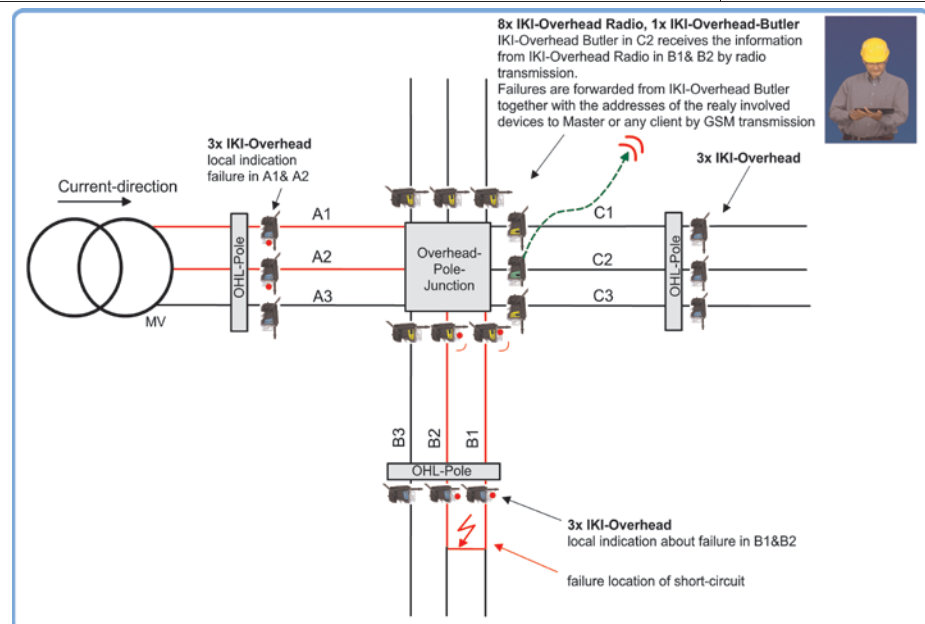 8x IKI-Overhead Radio, 1x IKI-Overhead-Butler
IKI-Overhead Butler in C2 receives the information
from IKI-Overhead Radio in B1& B2 by radio
transmission.
Failures are forwarded from IKI-Overhead Butler
together with the addresses of the realy involved
devices to Master or any client by GSM transmission
3x IKI-Overhead
local indication
failure in A1& A2
3x IKI-Overhead
Current-direction
A1
A2
A3
MV
OHL-Pole
Overhead-
Pole-
Junction
C1
C2
C3
OHL-Pole
B3
B2
B1
OHL-Pole
3x IKI-Overhead
local indication about failure in B1&B2
failure location of short-circuit